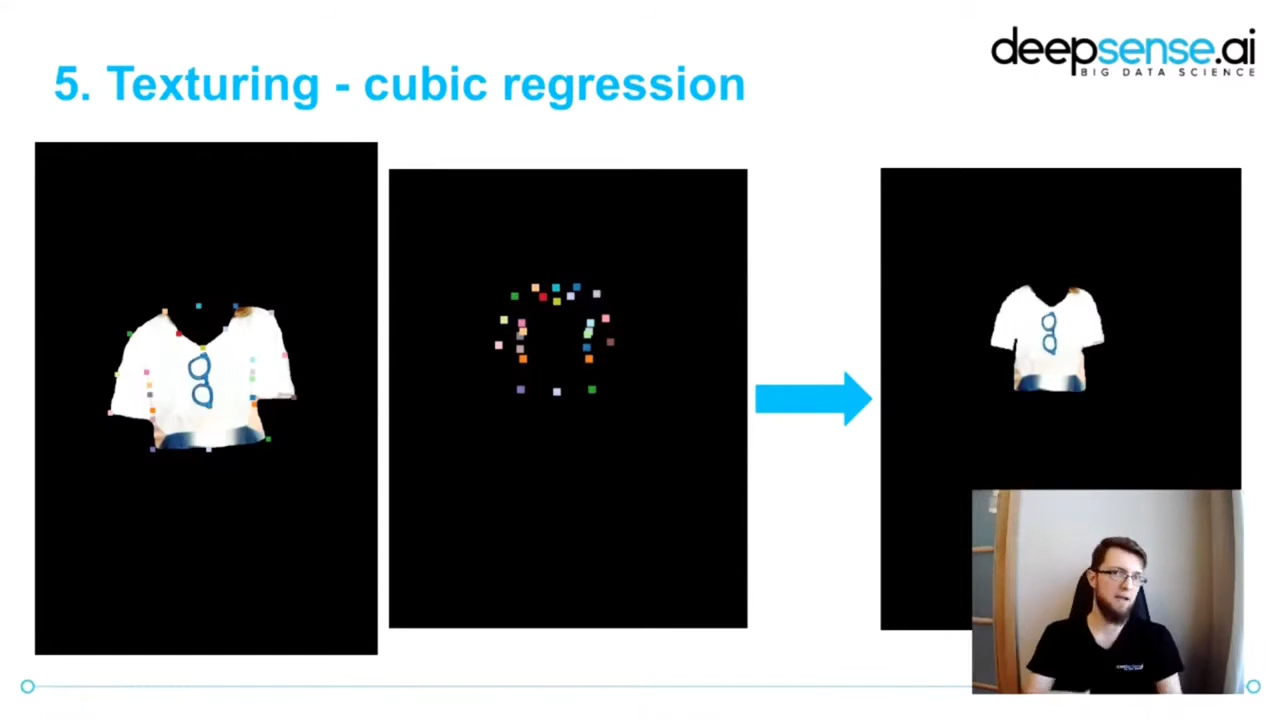 deepsense.ai
BIG DATA SCIENCE
5. Texturing - cubic regression